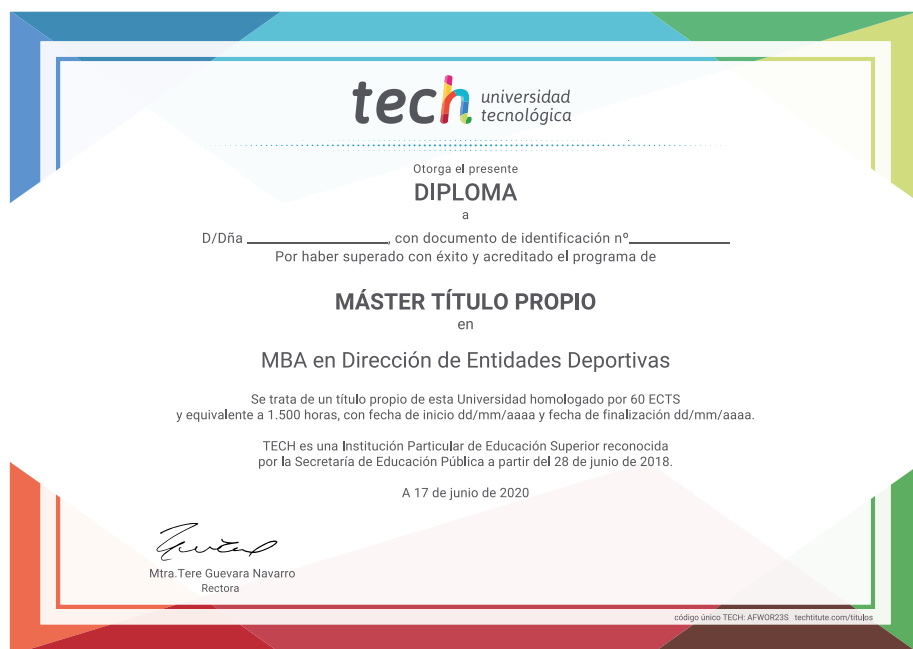 tech universidad
tecnológica
Otorga el presente
DIPLOMA
a
D/Dña ________________, con documento de identificación nº____________
Por haber superado con éxito y acreditado el programa de
MÁSTER TÍTULO PROPIO
en
MBA en Dirección de Entidades Deportivas
Se trata de un título propio de esta Universidad homologado por 60 ECTS
y equivalente a 1.500 horas, con fecha de inicio dd/mm/aaaa y fecha de finalización dd/mm/aaaa.
TECH es una Institución Particular de Educación Superior reconocida
por la Secretaría de Educación Pública a partir del 28 de junio de 2018.
A 17 de junio de 2020
Mtra.Tere Guevara Navarro
Rectora
código único TECH: AFWOR23S techtitute.com/titulos